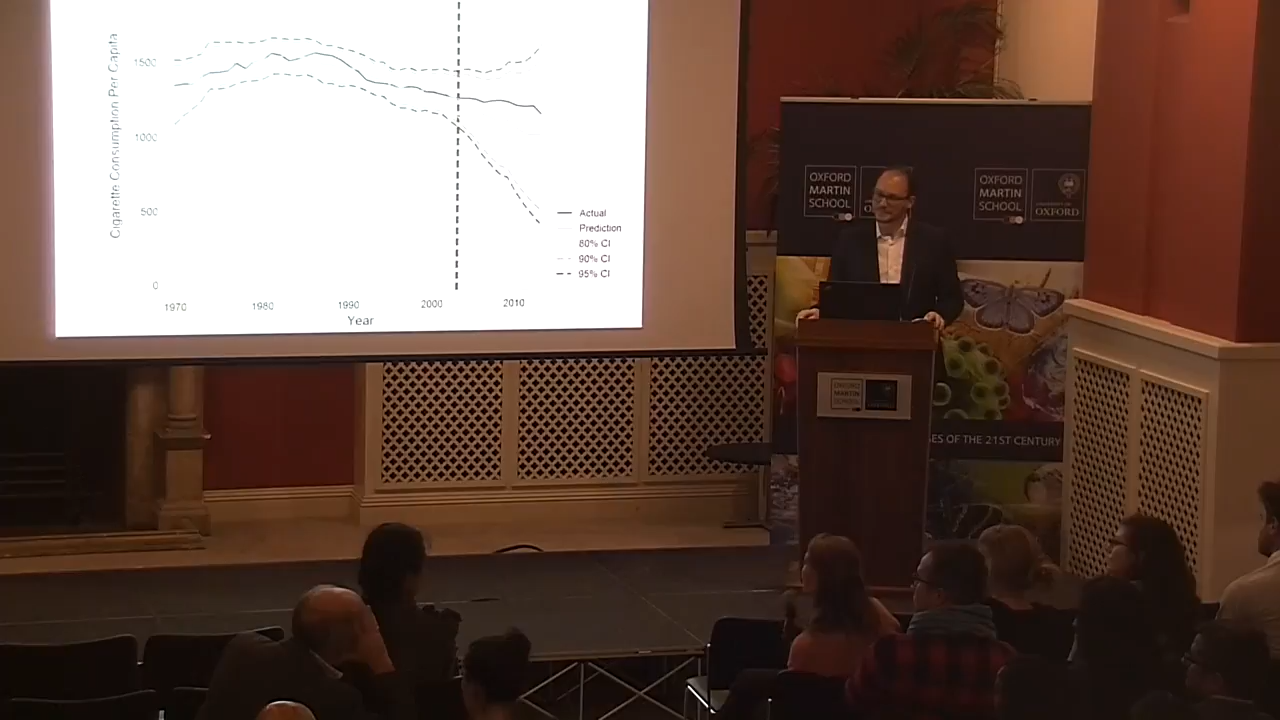 Cigarette Consumption Per Capita
1500
1000
500
0
1970
1980
1990
2000
2010
Year
Actual
Prediction
80% CI
90% CI
95% CI
OXFORD
MARTIN
SCHOOL
OXFORD
MARTIN
SCHOOL
UNIVERSITY OF
OXFORD
OXFORD
MARTIN
SCHOOL
ES OF THE 21ST CENTURY